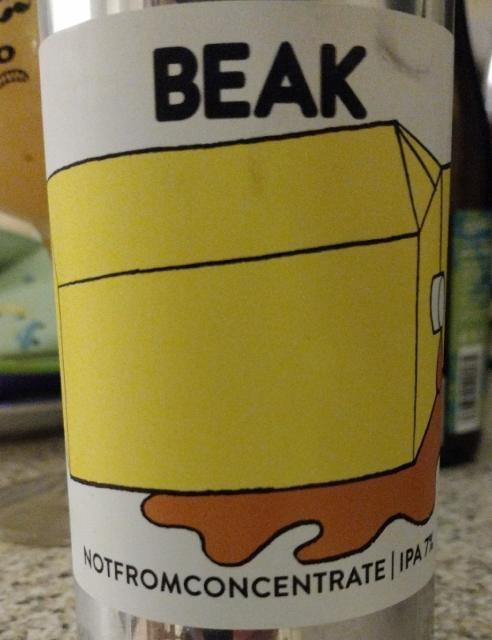 BEAK
NOTFROMCONCENTRATE | IPA 7%